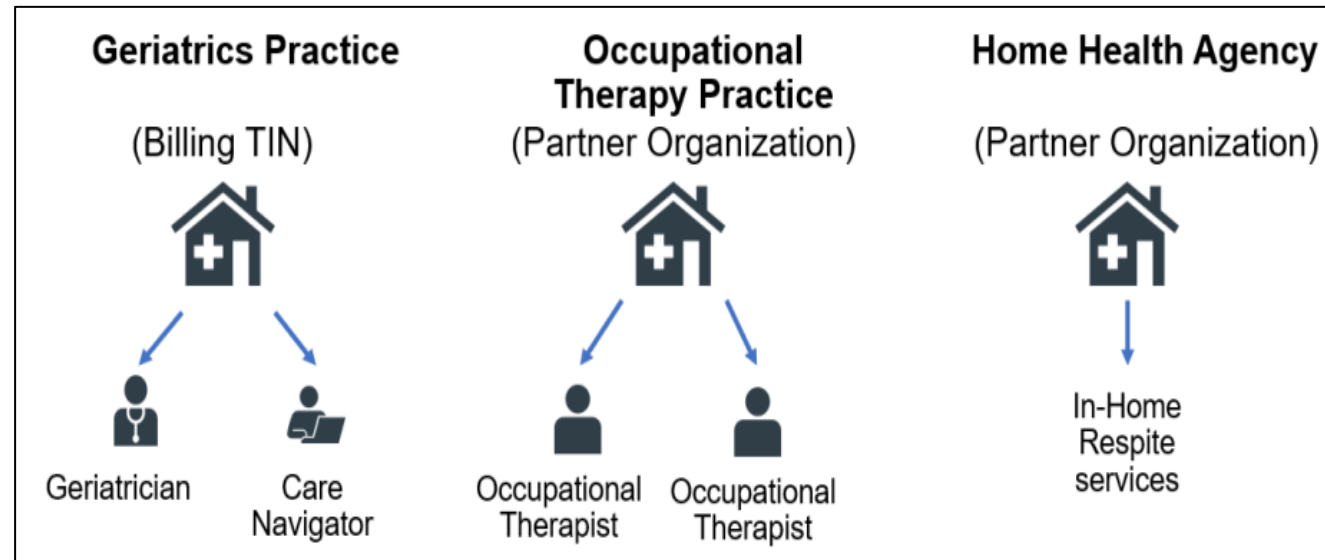 Geriatrics Practice
(Billing TIN)
Geriatrician
Care
Navigator
Occupational
Therapy Practice
(Partner Organization)
Occupational
Therapist
Occupational
Therapist
Home Health Agency
(Partner Organization)
In-Home
Respite
services